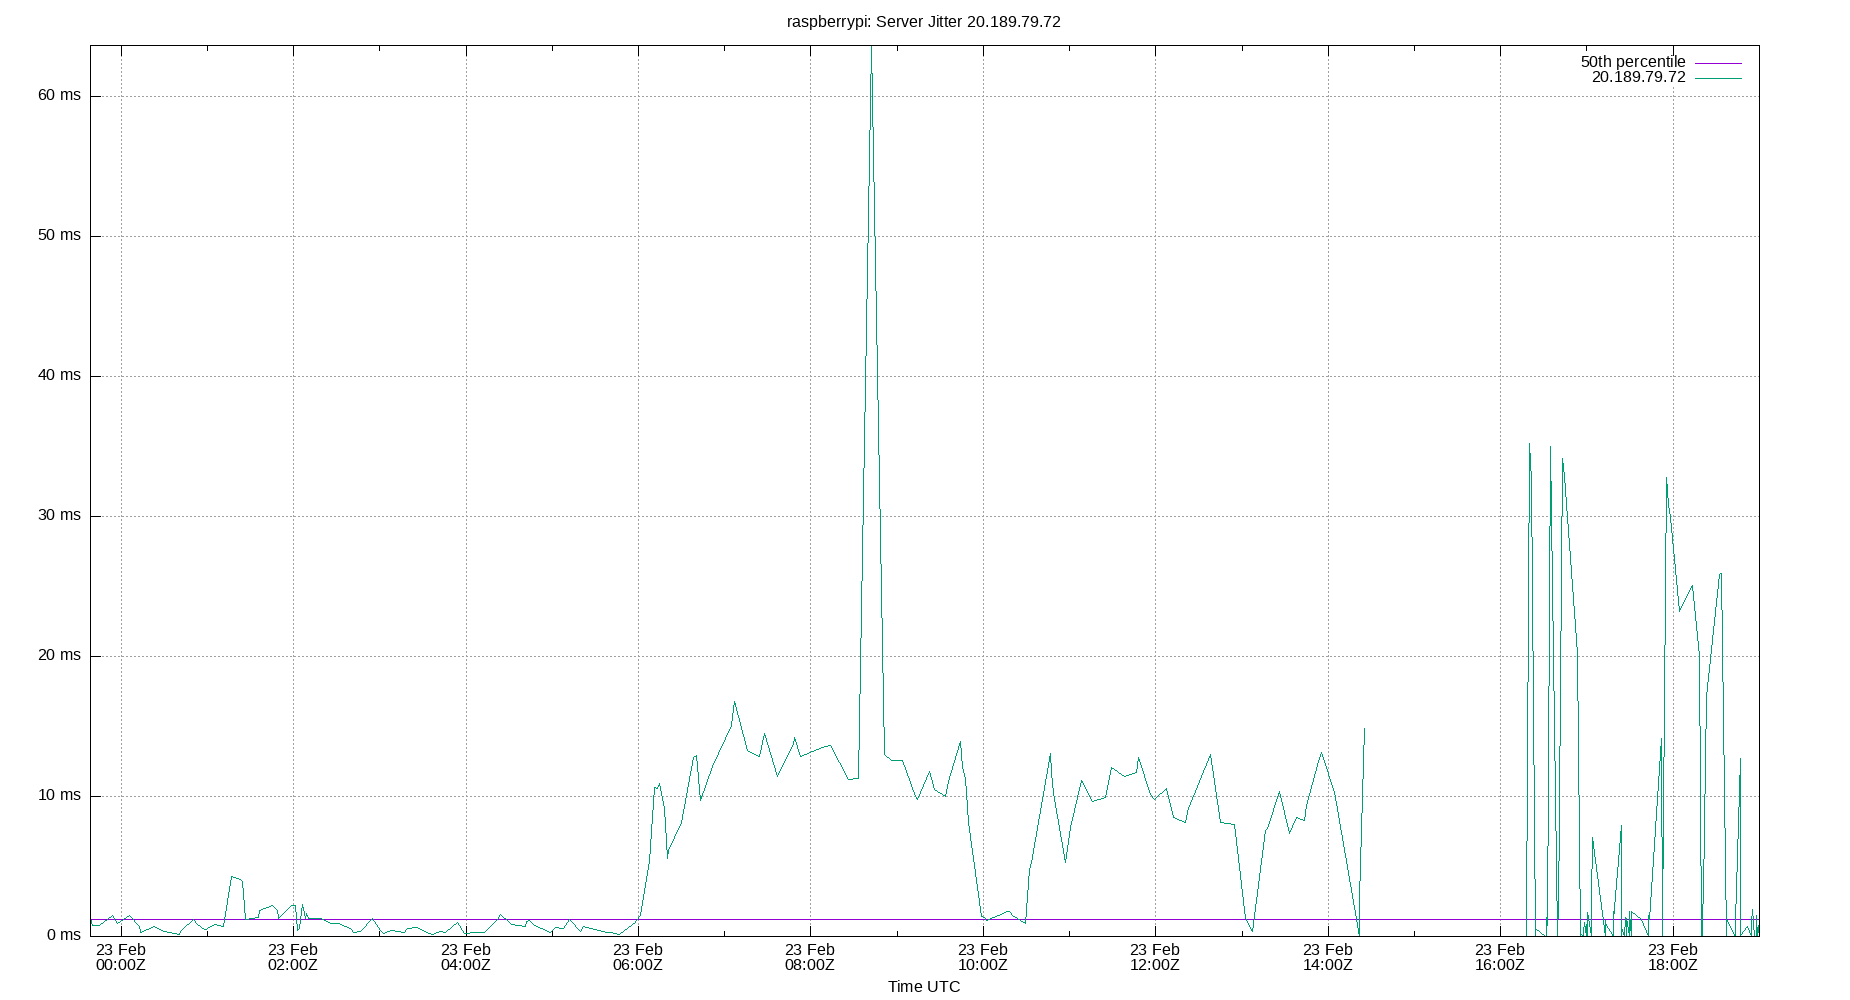 raspberrypi: Server Jitter 20.189.79.72
50th percentile
20.189.79.72
60 ms
50 ms
40 ms
30 ms
20 ms
10 ms
0 ms
23 Feb 23 Feb 23 Feb 23 Feb 23 Feb 23 Feb 23 Feb 23 Feb 23 Feb 23 Feb
00:00Z 02:00Z 04:00Z 06:00Z 08:00Z 10:00Z 12:00Z 14:00Z 16:00Z 18:00Z
Time UTC